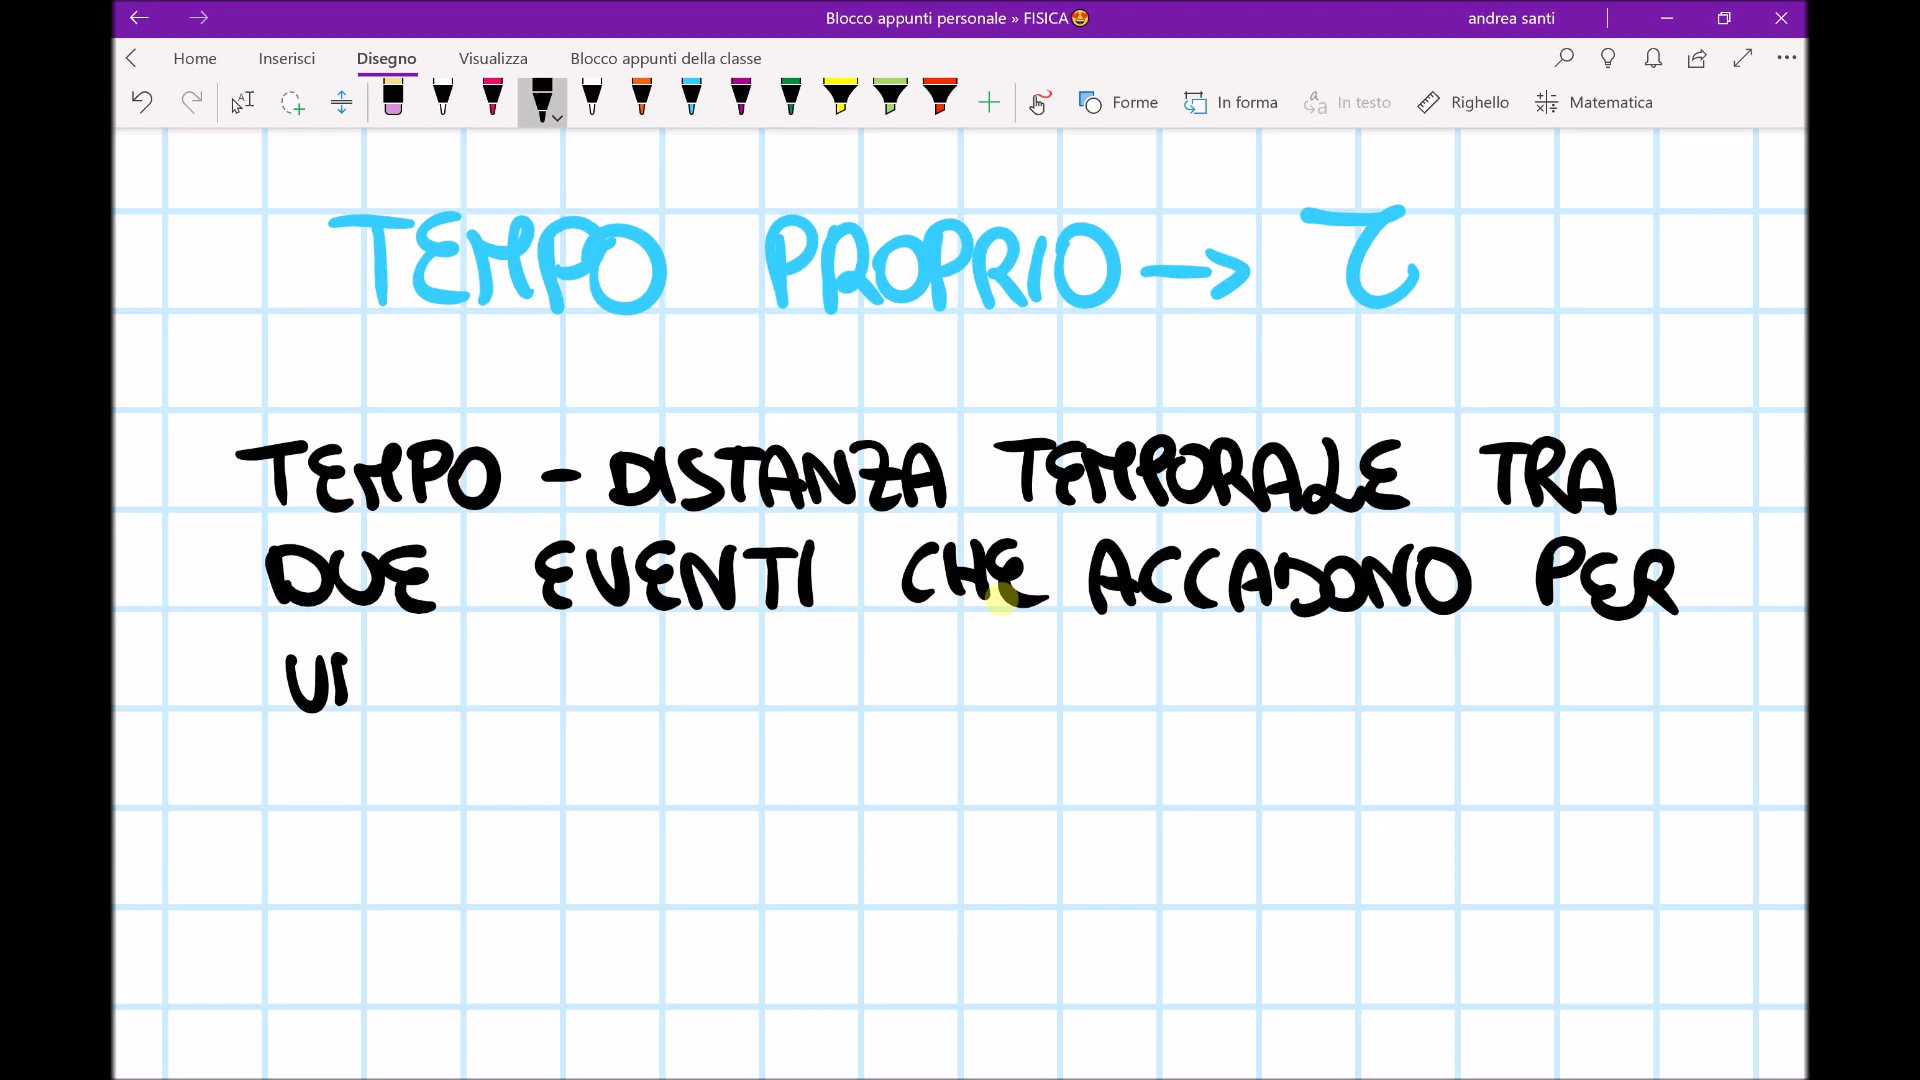 Blocco appunti personale » FISICA😍
andrea santi
Home Inserisci Disegno Visualizza Blocco appunti della classe
Forme In forma In testo Righello Matematica
TEMPO PROPRIO → τ
TEMPO - DISTANZA TEMPORALE TRA
DUE EVENTI CHE ACCADONO PER